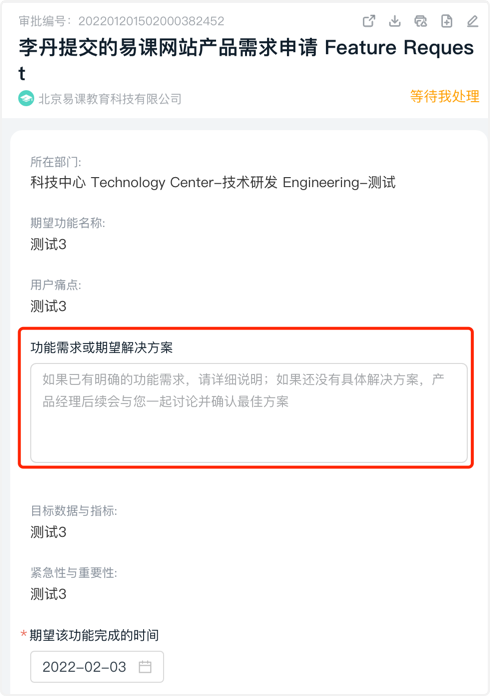 审批编号：202201201502000382452
李丹提交的易课网站产品需求申请 Feature Reques
t
北京易课教育科技有限公司
等待我处理
所在部门:
科技中心 Technology Center-技术研发 Engineering-测试
期望功能名称:
测试3
用户痛点:
测试3
功能需求或期望解决方案
如果已有明确的功能需求，请详细说明；如果还没有具体解决方案，产
品经理后续会与您一起讨论并确认最佳方案
目标数据与指标:
测试3
紧急性与重要性:
测试3
*期望该功能完成的时间
2022-02-03